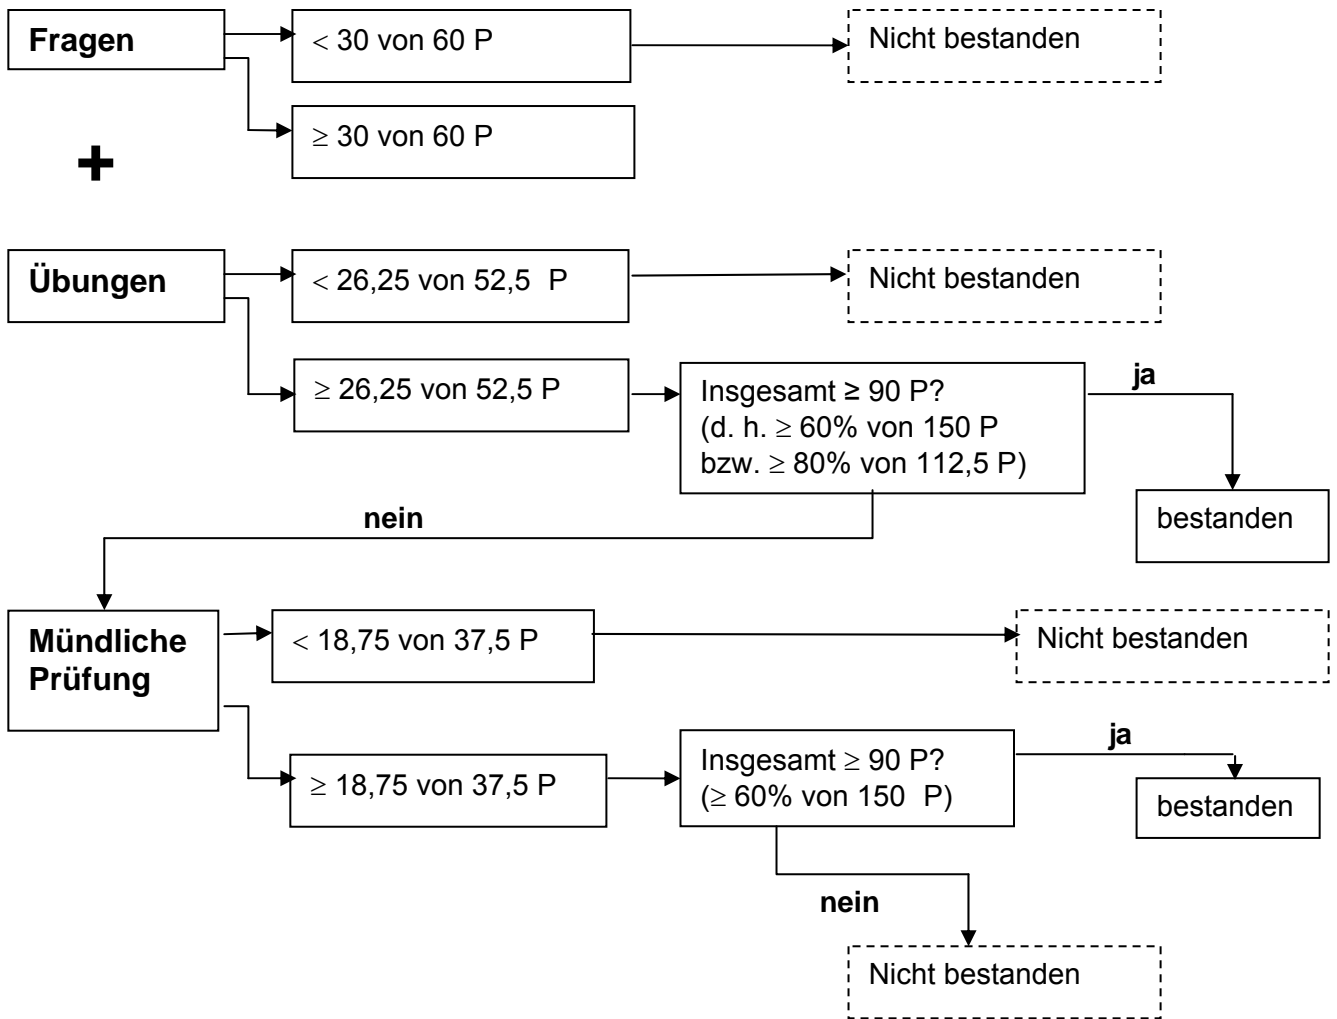 Fragen
< 30 von 60 P
Nicht bestanden
≥ 30 von 60 P
+
Übungen
< 26,25 von 52,5 P
Nicht bestanden
≥ 26,25 von 52,5 P
Insgesamt ≥ 90 P?
(d. h. ≥ 60% von 150 P
bzw. ≥ 80% von 112,5 P)
ja
bestanden
nein
Mündliche
Prüfung
< 18,75 von 37,5 P
Nicht bestanden
≥ 18,75 von 37,5 P
Insgesamt ≥ 90 P?
(≥ 60% von 150 P)
ja
bestanden
nein
Nicht bestanden